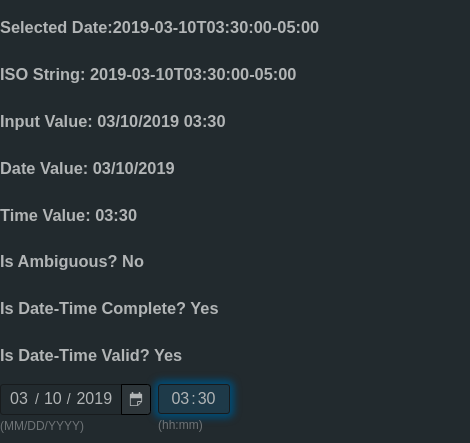 Selected Date:2019-03-10T03:30:00-05:00
ISO String: 2019-03-10T03:30:00-05:00
Input Value: 03/10/2019 03:30
Date Value: 03/10/2019
Time Value: 03:30
Is Ambiguous? No
Is Date-Time Complete? Yes
Is Date-Time Valid? Yes
03 / 10 / 2019 03:30
(MM/DD/YYYY) (hh:mm)